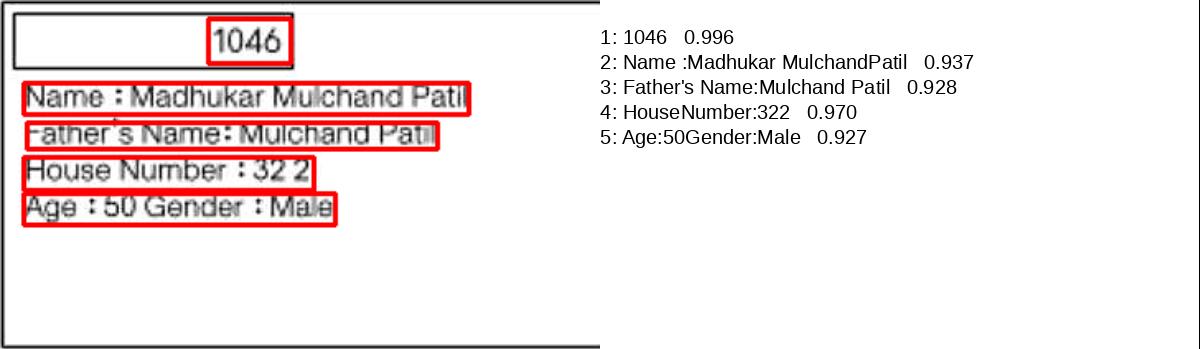 1046
Name : Madhukar Mulchand Patil
Father's Name: Mulchand Patil
House Number : 32 2
Age : 50 Gender : Male
1: 1046 0.996
2: Name :Madhukar MulchandPatil 0.937
3: Father's Name:Mulchand Patil 0.928
4: HouseNumber:322 0.970
5: Age:50Gender:Male 0.927